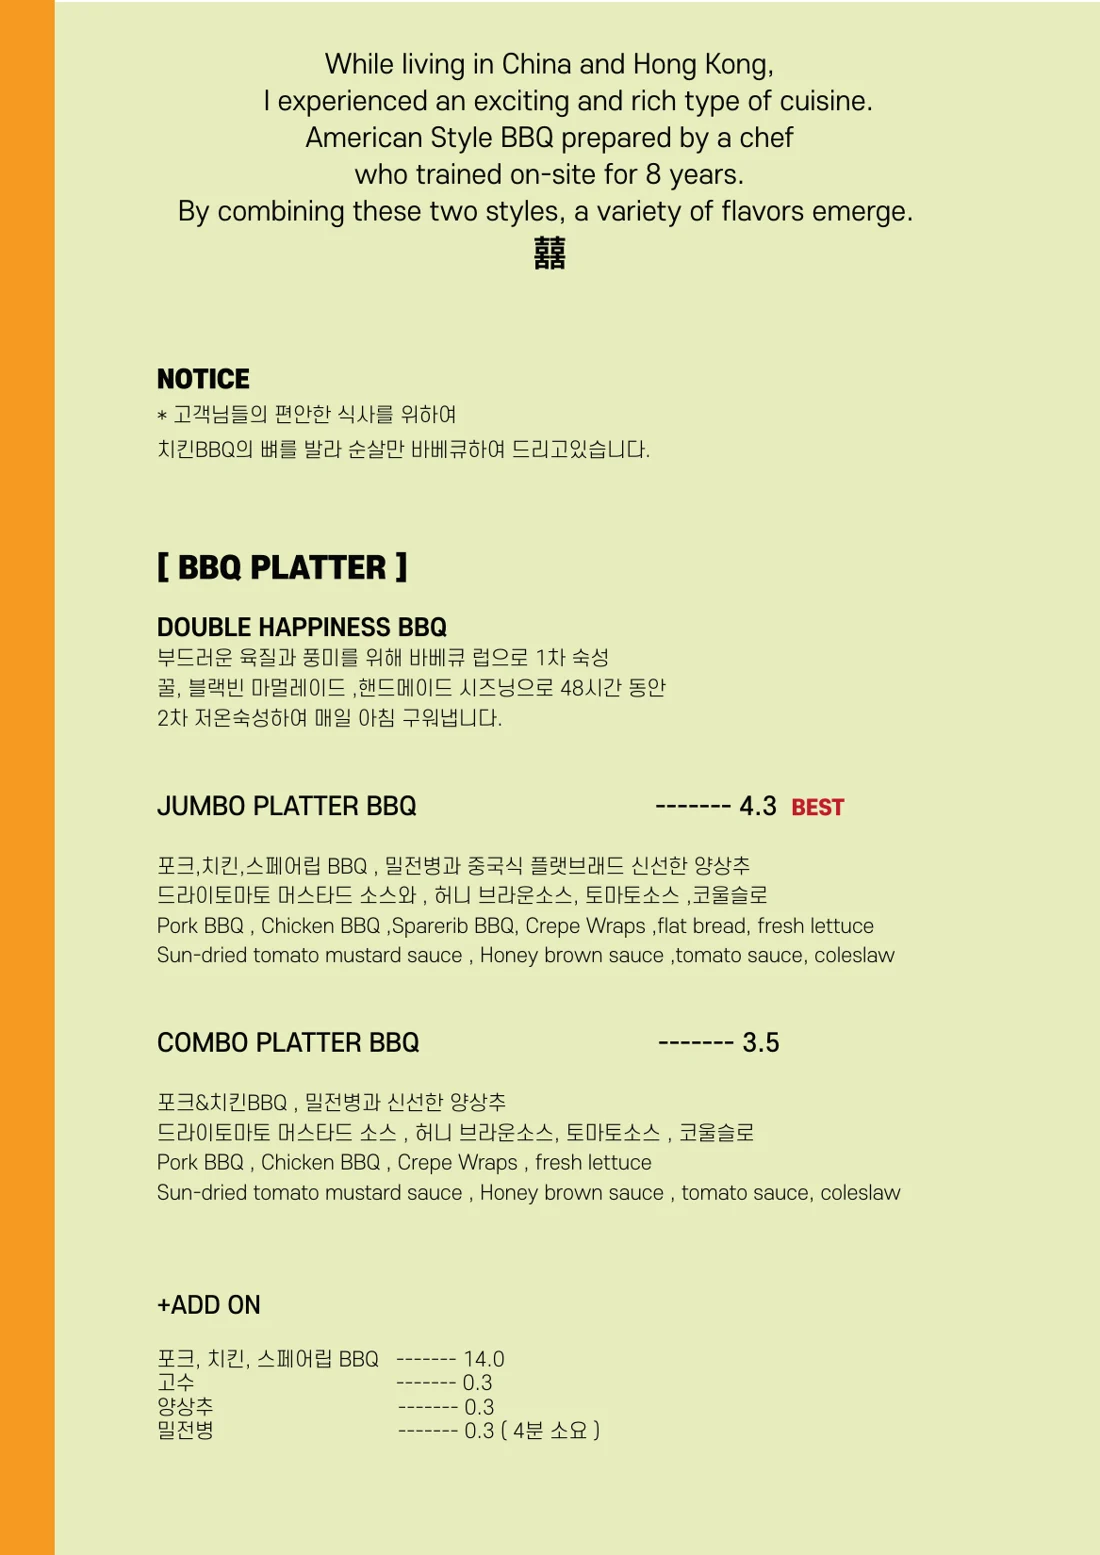 While living in China and Hong Kong,
I experienced an exciting and rich type of cuisine.
American Style BBQ prepared by a chef
who trained on-site for 8 years.
By combining these two styles, a variety of flavors emerge.
囍
NOTICE
* 고객님들의 편안한 식사를 위하여
치킨BBQ의 뼈를 발라 순살만 바베큐하여 드리고있습니다.
[ BBQ PLATTER ]
DOUBLE HAPPINESS BBQ
부드러운 육질과 풍미를 위해 바베큐 럽으로 1차 숙성
꿀, 블랙빈 마멀레이드 ,핸드메이드 시즈닝으로 48시간 동안
2차 저온숙성하여 매일 아침 구워냅니다.
JUMBO PLATTER BBQ ------- 4.3 BEST
포크,치킨,스페어립 BBQ , 밀전병과 중국식 플랫브래드 신선한 양상추
드라이토마토 머스타드 소스와 , 허니 브라운소스, 토마토소스 ,코울슬로
Pork BBQ , Chicken BBQ ,Sparerib BBQ, Crepe Wraps ,flat bread, fresh lettuce
Sun-dried tomato mustard sauce , Honey brown sauce ,tomato sauce, coleslaw
COMBO PLATTER BBQ ------- 3.5
포크&치킨BBQ , 밀전병과 신선한 양상추
드라이토마토 머스타드 소스 , 허니 브라운소스, 토마토소스 , 코울슬로
Pork BBQ , Chicken BBQ , Crepe Wraps , fresh lettuce
Sun-dried tomato mustard sauce , Honey brown sauce , tomato sauce, coleslaw
+ADD ON
포크, 치킨, 스페어립 BBQ ------- 14.0
고수 ------- 0.3
양상추 ------- 0.3
밀전병 ------- 0.3 ( 4분 소요 )